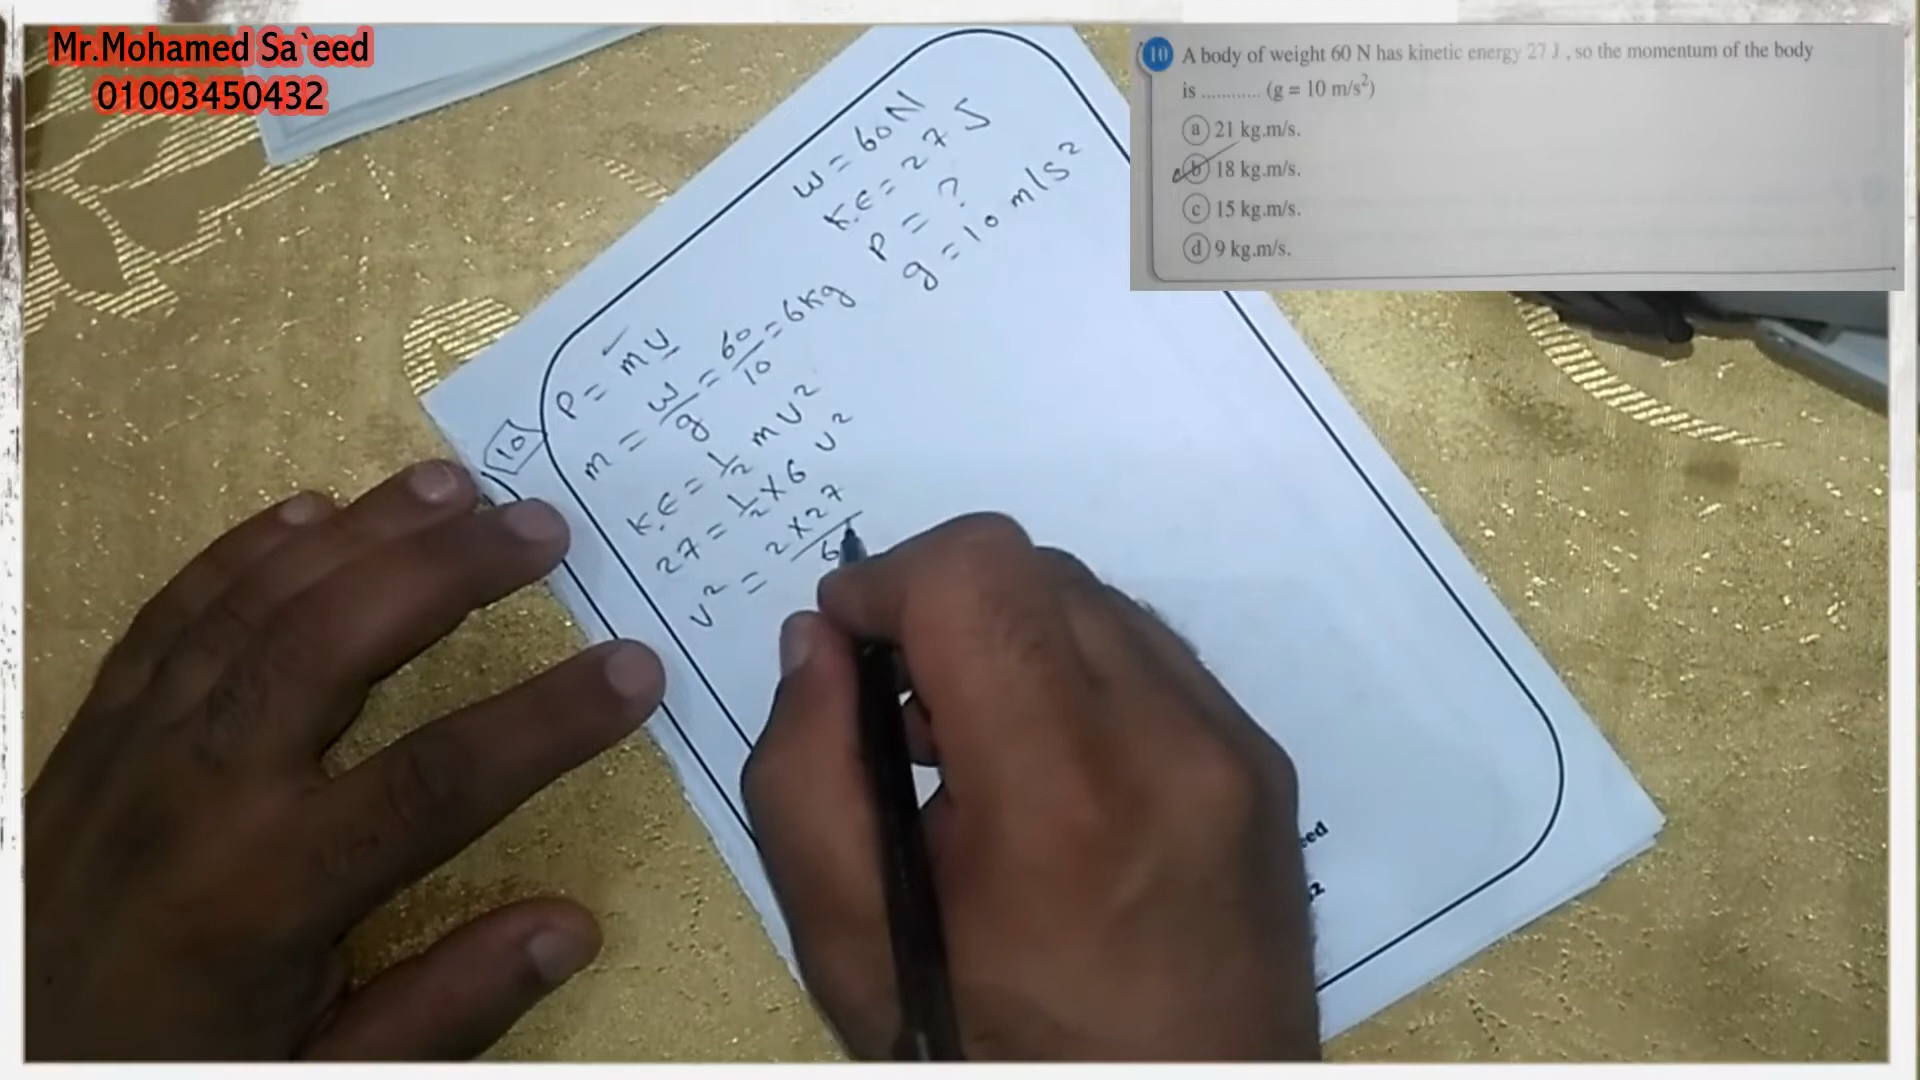 Mr.Mohamed Sa`eed
01003450432
10 A body of weight 60 N has kinetic energy 27 J , so the momentum of the body
is ............ (g = 10 m/s²)
a 21 kg.m/s.
b 18 kg.m/s.
c 15 kg.m/s.
d 9 kg.m/s.
w = 60 N
K.E = 27 J
P = ?
g = 10 m/s²
10
P = mv
m = w/g = 60/10 = 6 kg
K.E = 1/2 m v²
27 = 1/2 × 6 v²
v² = 2 × 27 / 6
eed